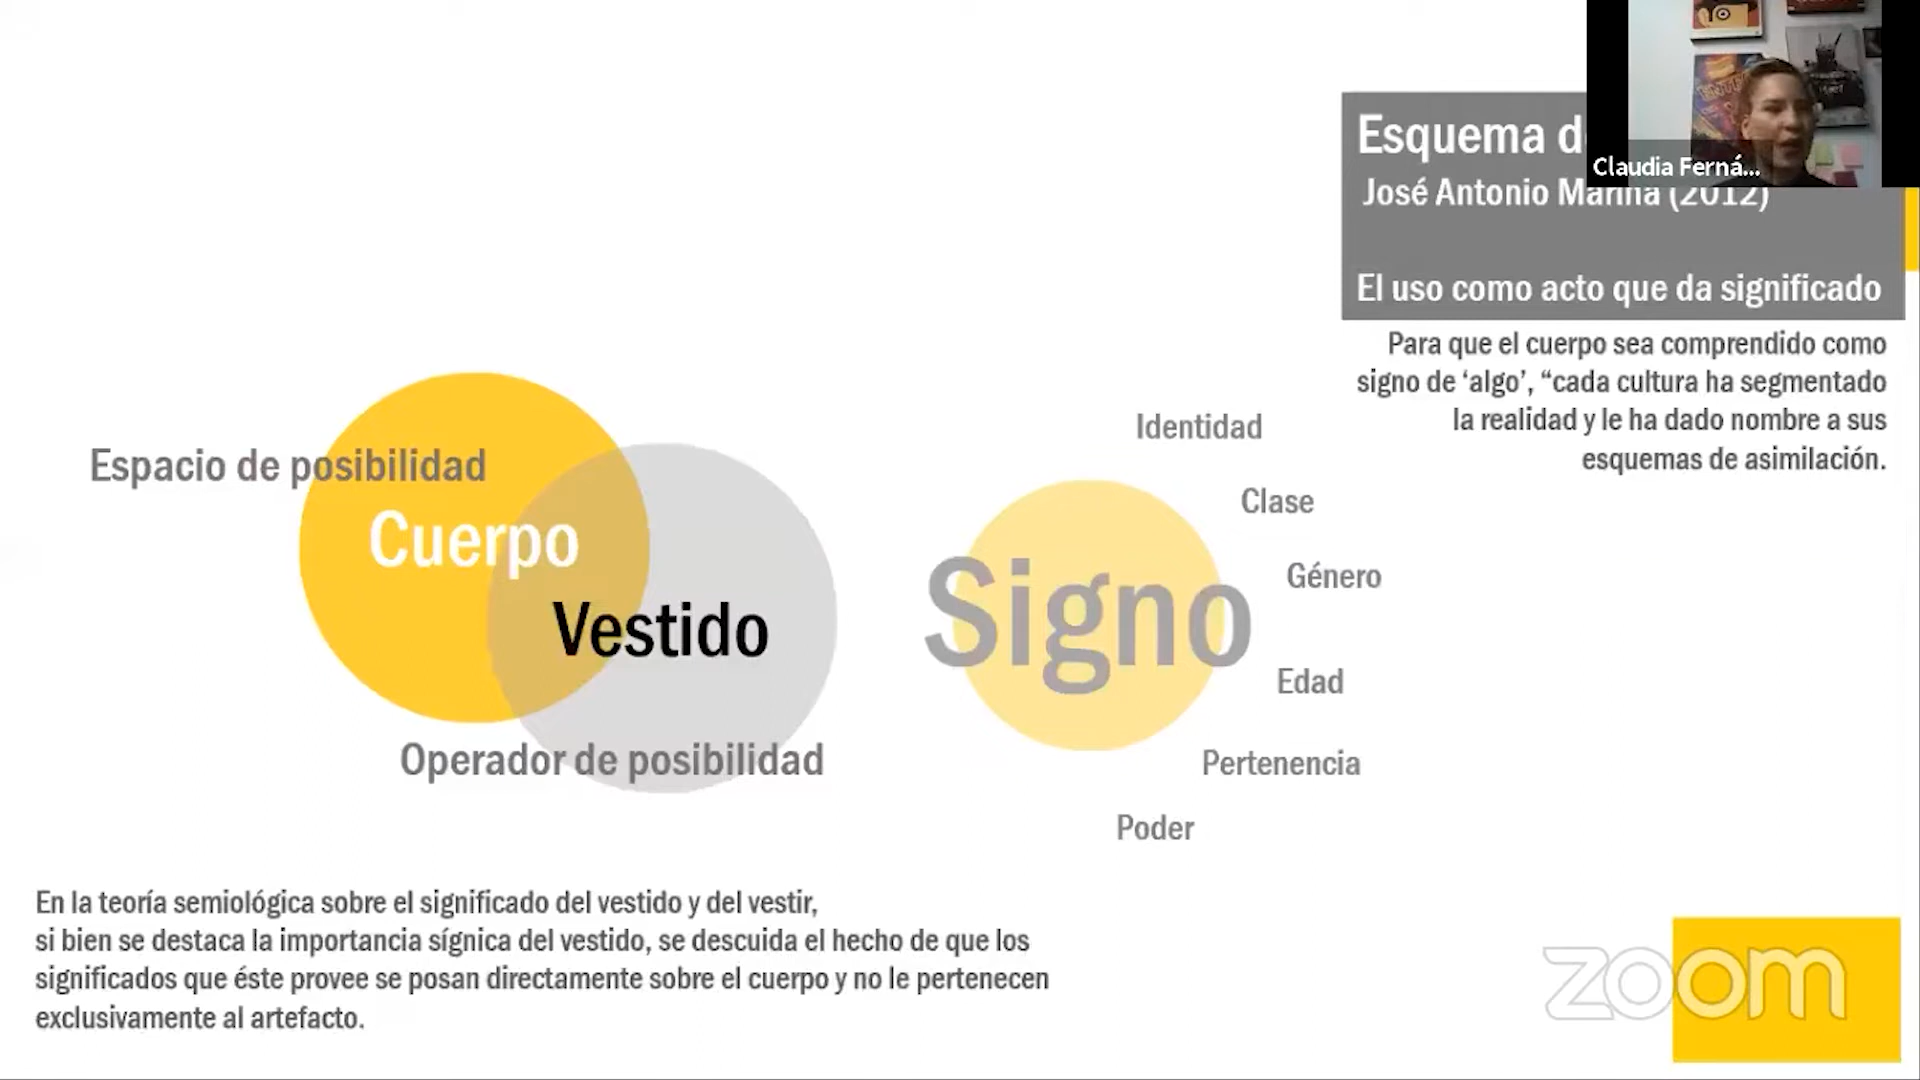 Claudia Ferná...
Esquema d
José Antonio Marina (2012)
El uso como acto que da significado
Para que el cuerpo sea comprendido como
signo de ‘algo’, “cada cultura ha segmentado
la realidad y le ha dado nombre a sus
esquemas de asimilación.
Espacio de posibilidad
Cuerpo
Vestido
Operador de posibilidad
Signo
Identidad
Clase
Género
Edad
Pertenencia
Poder
En la teoría semiológica sobre el significado del vestido y del vestir,
si bien se destaca la importancia sígnica del vestido, se descuida el hecho de que los
significados que éste provee se posan directamente sobre el cuerpo y no le pertenecen
exclusivamente al artefacto.
zoom